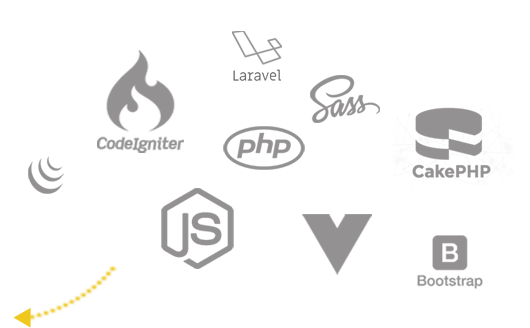 Laravel
Sass
CodeIgniter
php
CakePHP
JS
B
Bootstrap